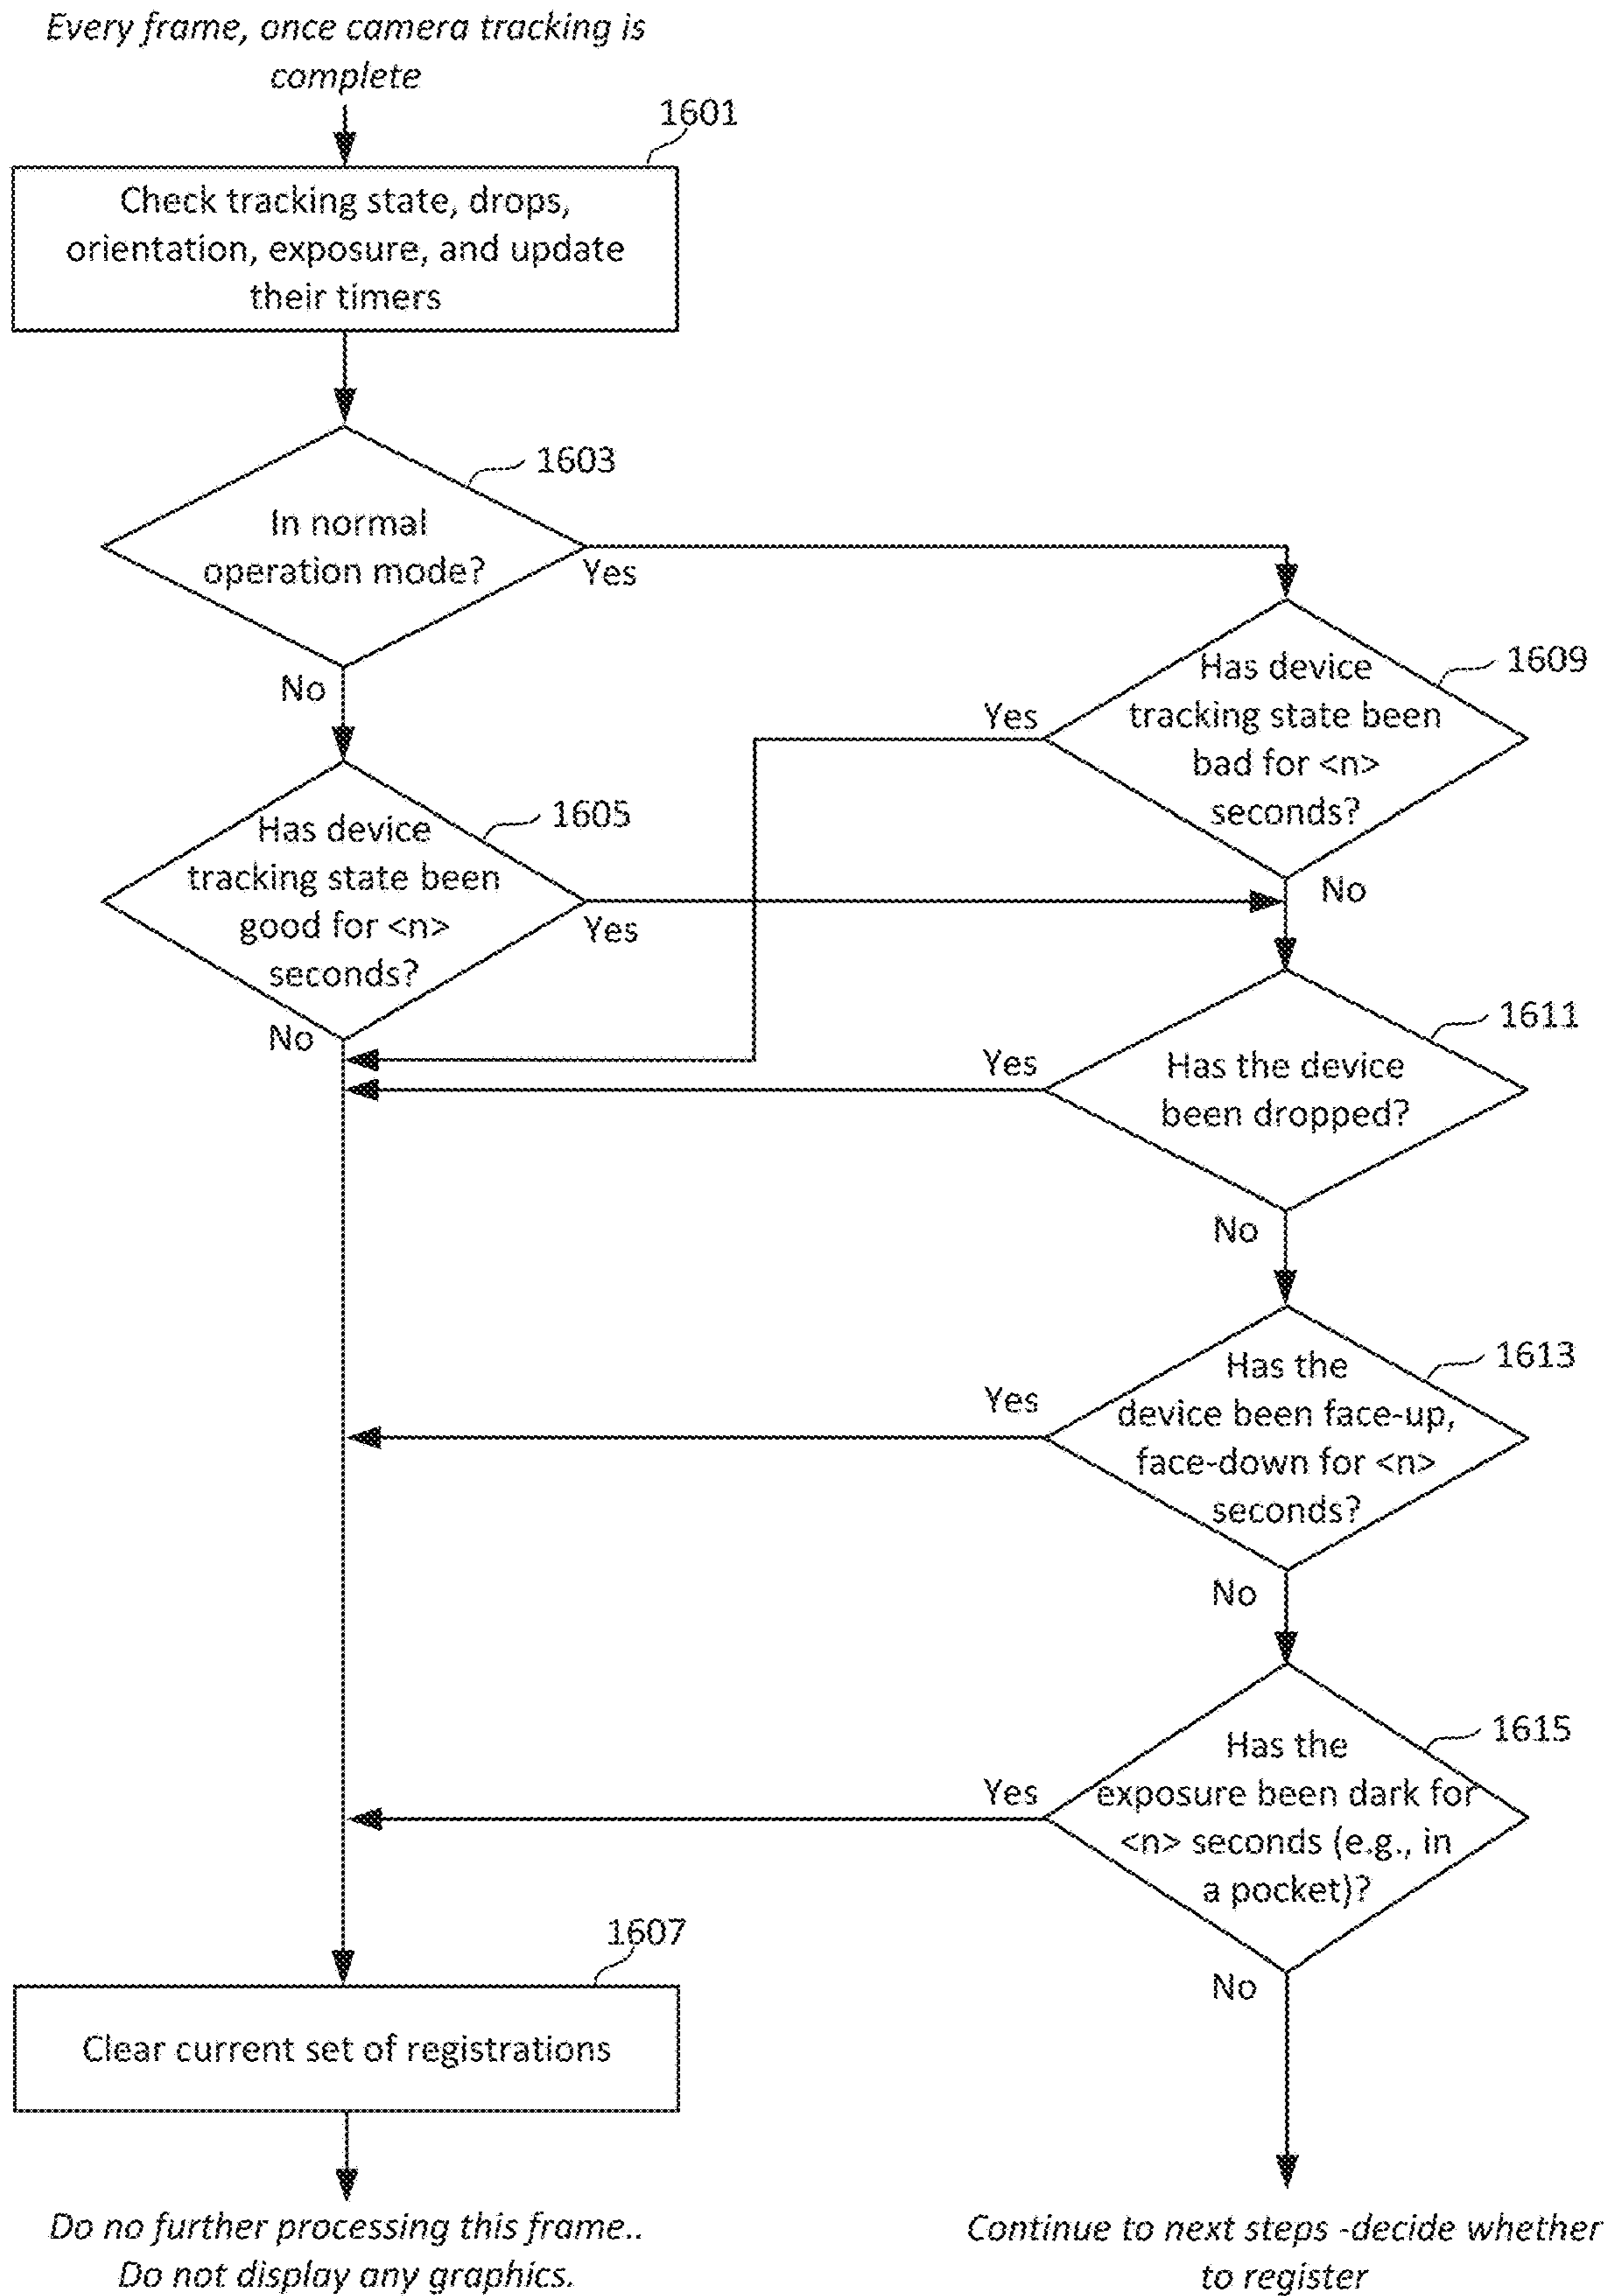 Every frame, once camera tracking is
complete
1601
Check tracking state, drops,
orientation, exposure, and update
their timers
1603
In normal
operation mode?
Yes
No
1609
Has device
tracking state been
bad for <n>
seconds?
Yes
No
1605
Has device
tracking state been
good for <n>
seconds?
Yes
No
1611
Has the device
been dropped?
Yes
No
1613
Has the
device been face-up,
face-down for <n>
seconds?
Yes
No
1615
Has the
exposure been dark for
<n> seconds (e.g., in
a pocket)?
Yes
No
1607
Clear current set of registrations
Do no further processing this frame..
Do not display any graphics.
Continue to next steps -decide whether
to register